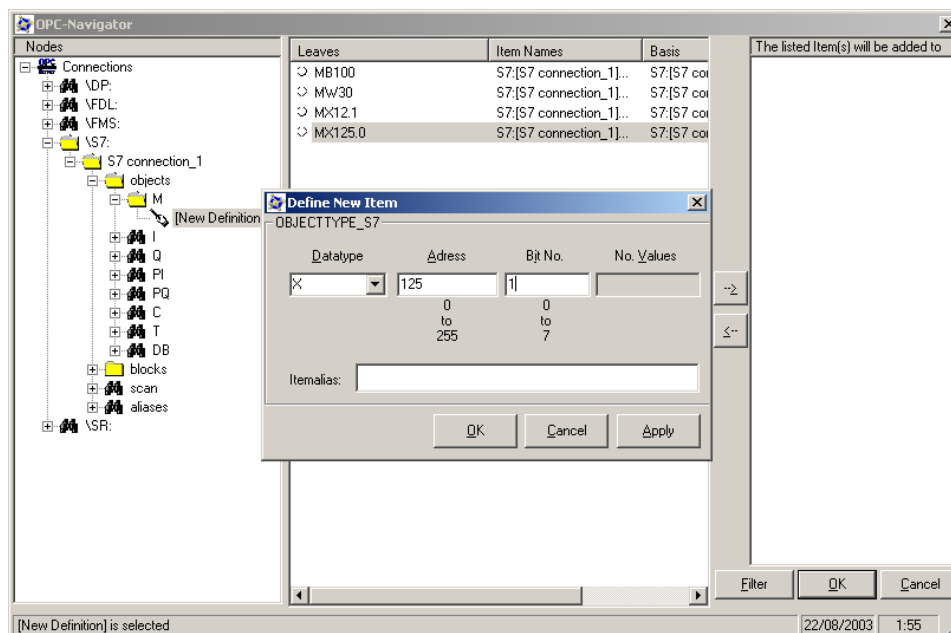 OPC-Navigator
Nodes
Connections
\DP:
\FDL:
\FMS:
\S7:
S7 connection_1
objects
M
[New Definition
I
Q
PI
PQ
C
T
DB
blocks
scan
aliases
\SR:
Leaves Item Names Basis
MB100 S7:[S7 connection_1]... S7:[S7 con
MW30 S7:[S7 connection_1]... S7:[S7 con
MX12.1 S7:[S7 connection_1]... S7:[S7 con
MX125.0 S7:[S7 connection_1]... S7:[S7 con
The listed Item(s) will be added to
Define New Item
OBJECTTYPE_S7
Datatype Adress Bit No. No. Values
X 125 1
0 0
to to
255 7
Itemalias:
OK Cancel Apply
-->
<--
Filter OK Cancel
[New Definition] is selected 22/08/2003 1:55